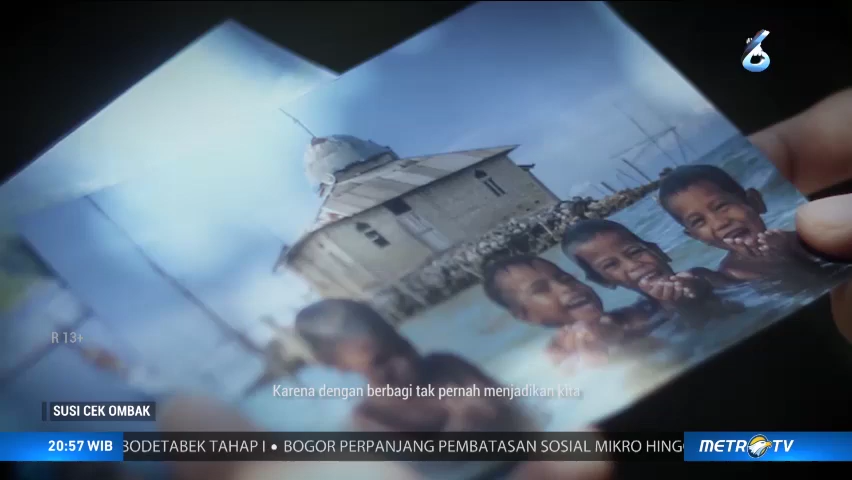 6
R 13+
Karena dengan berbagi tak pernah menjadikan kita
SUSI CEK OMBAK
20:57 WIB
BODETABEK TAHAP I ● BOGOR PERPANJANG PEMBATASAN SOSIAL MIKRO
METRO TV